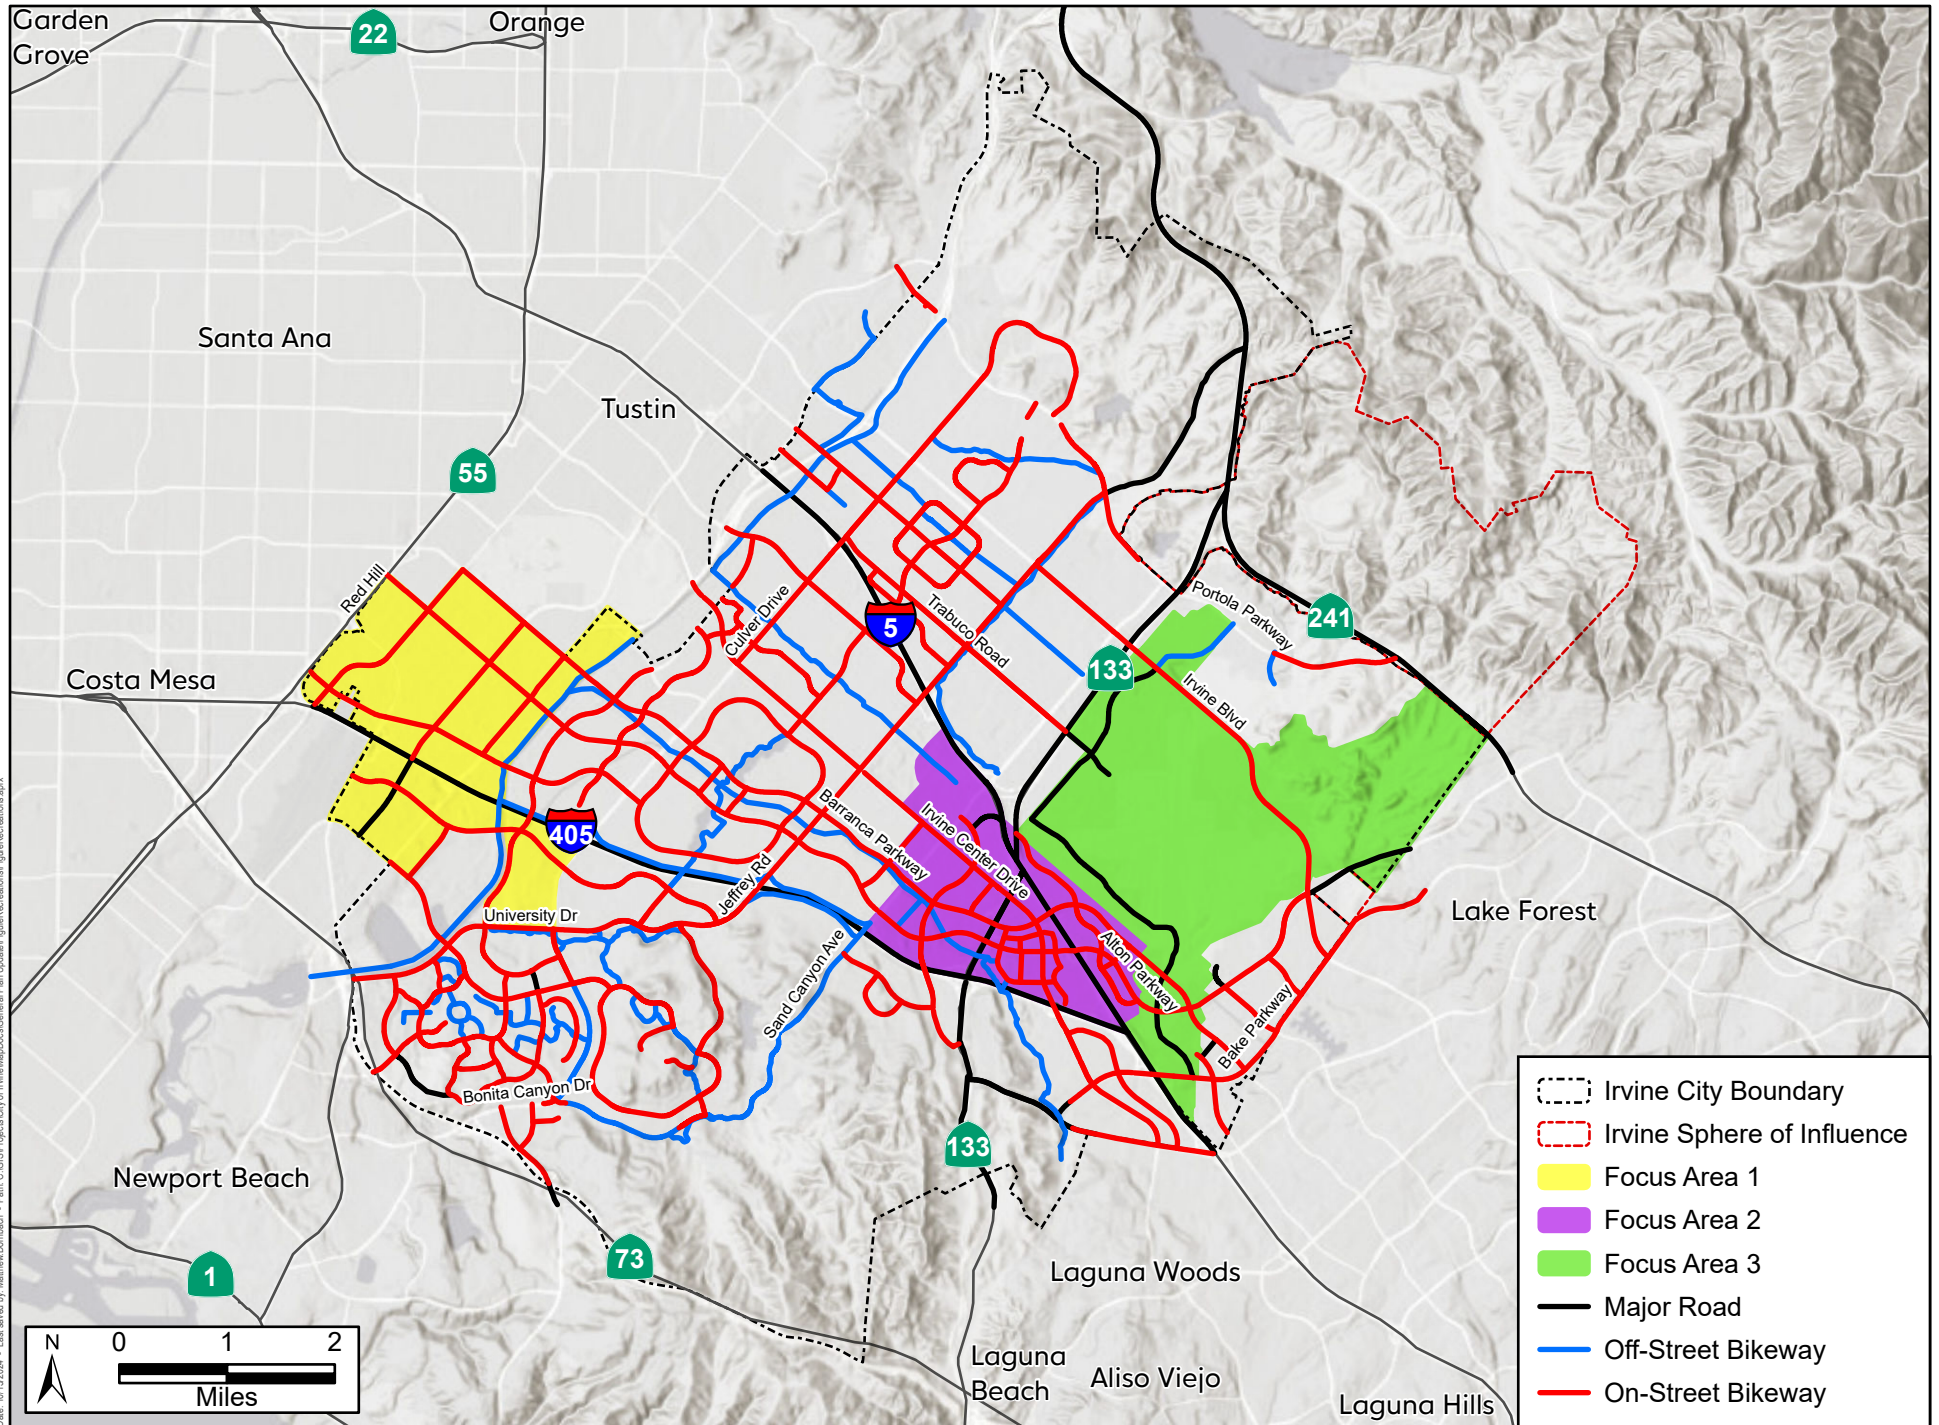 Garden
Grove
22
Orange
Santa Ana
Tustin
55
Red Hill
Costa Mesa
Culver Drive
5
Trabuco Road
Portola Parkway
241
133
Irvine Blvd
405
Barranca Parkway
Irvine Center Drive
Jeffrey Rd
University Dr
Sand Canyon Ave
Alton Parkway
Lake Forest
Bake Parkway
Bonita Canyon Dr
133
Newport Beach
73
1
Laguna Woods
Laguna
Beach
Aliso Viejo
Laguna Hills
N
0 1 2
Miles
Irvine City Boundary
Irvine Sphere of Influence
Focus Area 1
Focus Area 2
Focus Area 3
Major Road
Off-Street Bikeway
On-Street Bikeway